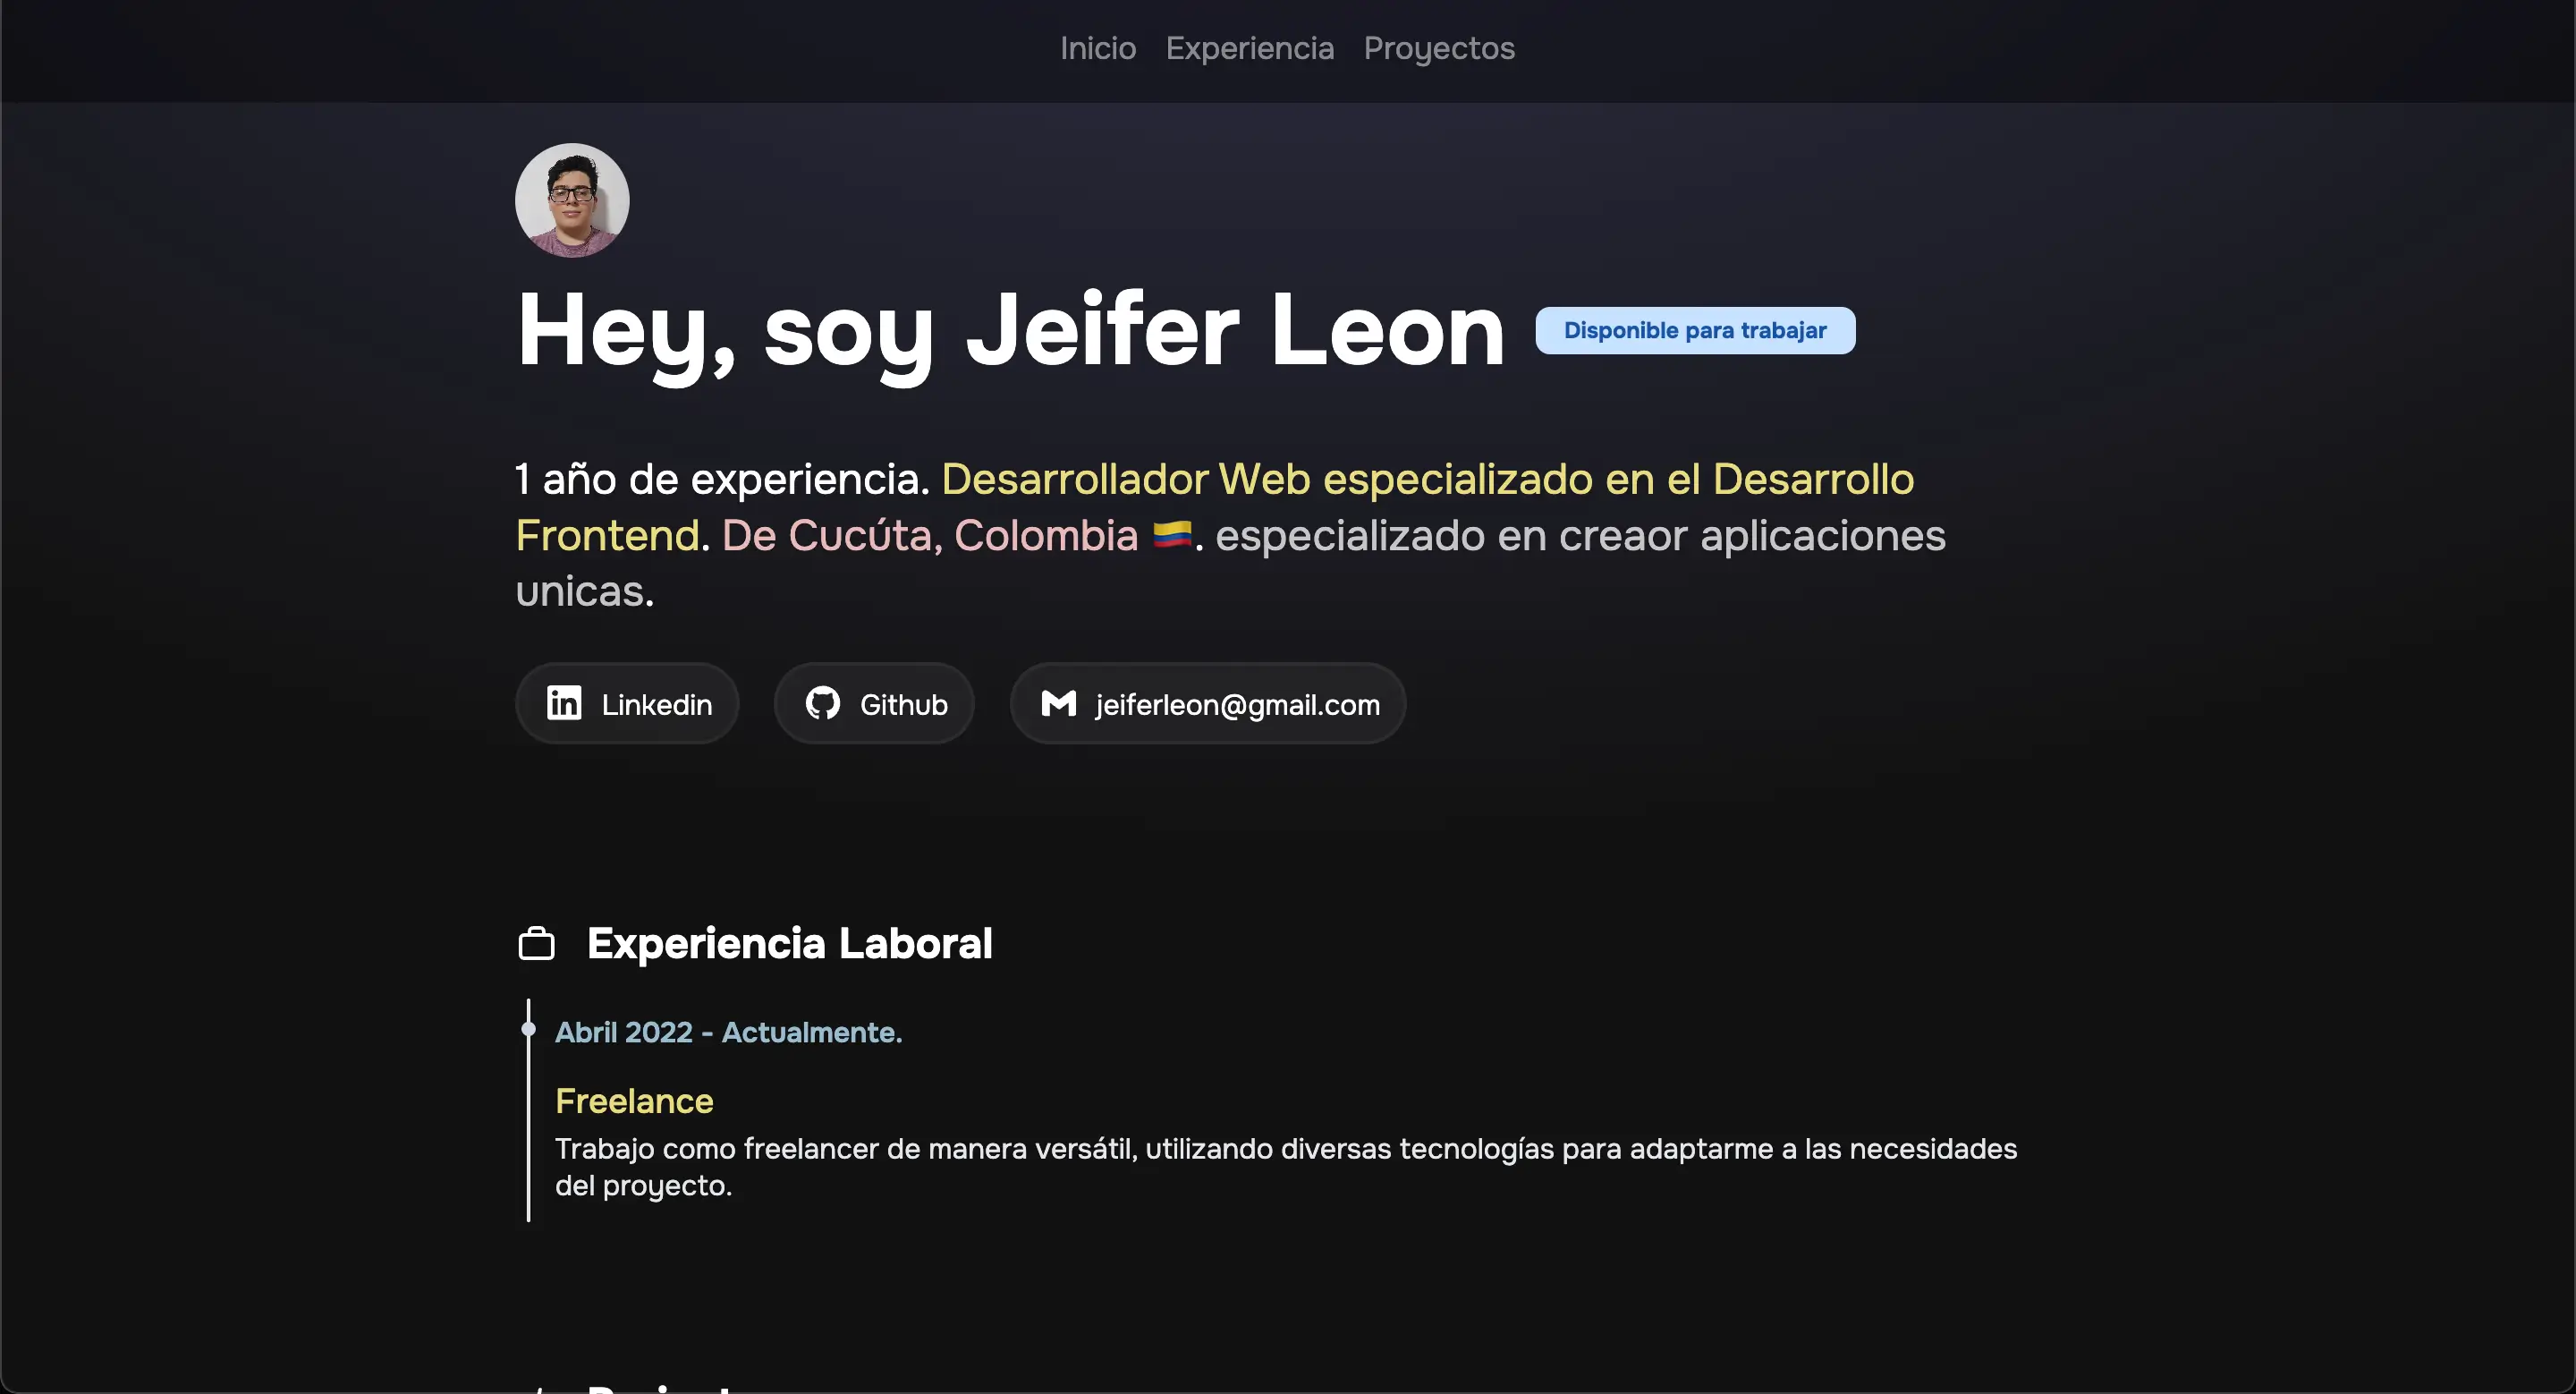 Inicio Experiencia Proyectos
Hey, soy Jeifer Leon
Disponible para trabajar
1 año de experiencia. Desarrollador Web especializado en el Desarrollo
Frontend. De Cucúta, Colombia 🇨🇴. especializado en creaor aplicaciones
unicas.
Linkedin
Github
jeiferleon@gmail.com
Experiencia Laboral
Abril 2022 - Actualmente.
Freelance
Trabajo como freelancer de manera versátil, utilizando diversas tecnologías para adaptarme a las necesidades
del proyecto.